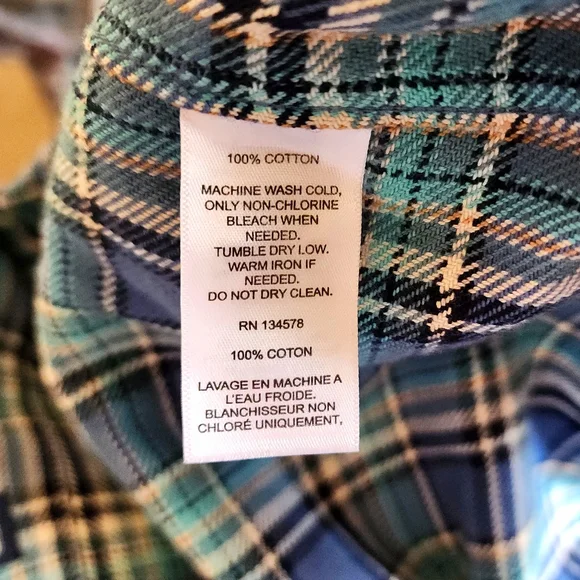 100% COTTON
MACHINE WASH COLD,
ONLY NON-CHLORINE
BLEACH WHEN
NEEDED.
TUMBLE DRY LOW.
WARM IRON IF
NEEDED.
DO NOT DRY CLEAN.
RN 134578
100% COTON
LAVAGE EN MACHINE A
L'EAU FROIDE.
BLANCHISSEUR NON
CHLORÉ UNIQUEMENT,